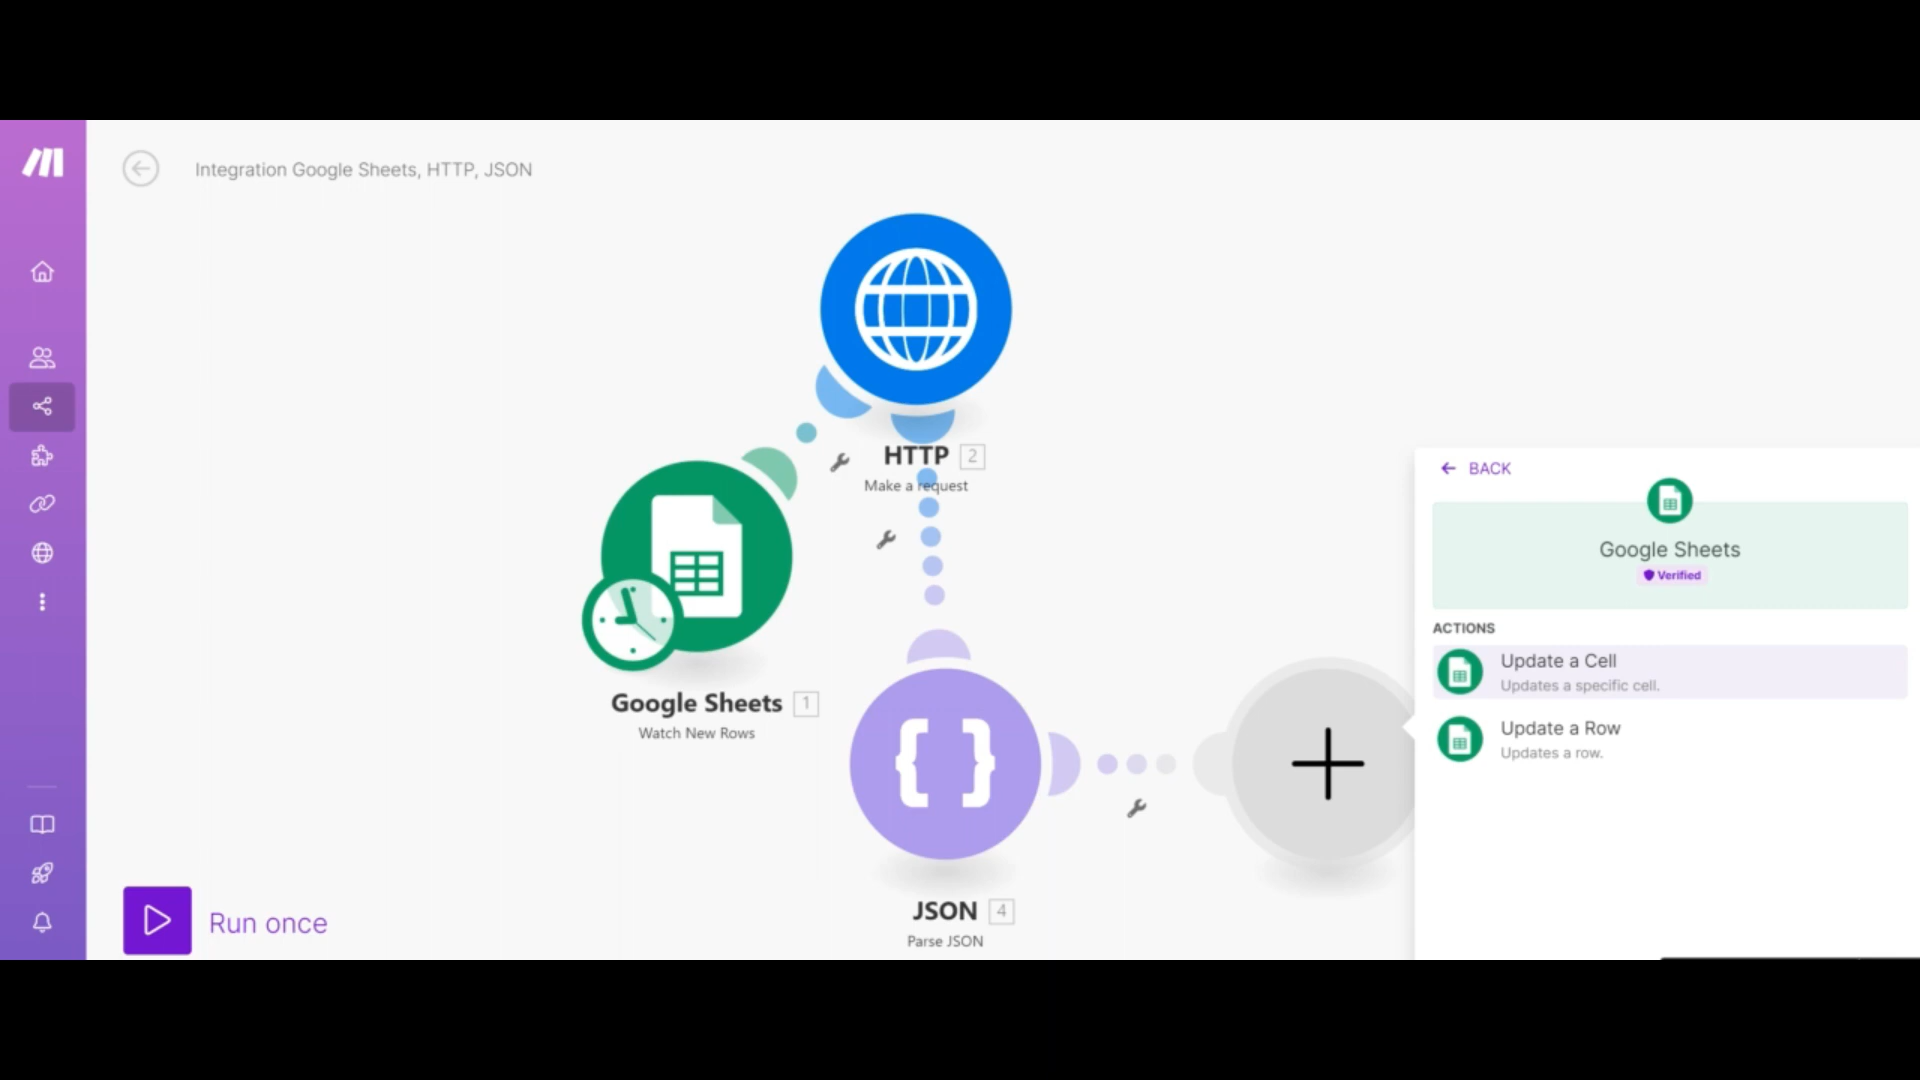 Integration Google Sheets, HTTP, JSON
HTTP 2
Make a request
Google Sheets 1
Watch New Rows
JSON 4
Parse JSON
Run once
BACK
Google Sheets
Verified
ACTIONS
Update a Cell
Updates a specific cell.
Update a Row
Updates a row.